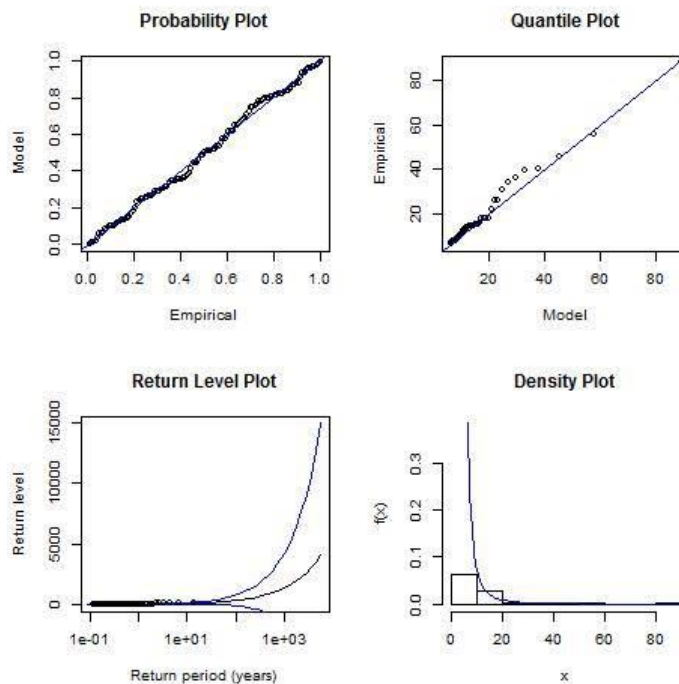 Probability Plot
Model
0.0 0.2 0.4 0.6 0.8 1.0
0.0 0.2 0.4 0.6 0.8 1.0
Empirical
Quantile Plot
Empirical
20 40 60 80
20 40 60 80
Model
Return Level Plot
Return level
0 5000 15000
1e-01 1e+01 1e+03
Return period (years)
Density Plot
f(x)
0.0 0.1 0.2 0.3
0 20 40 60 80
x